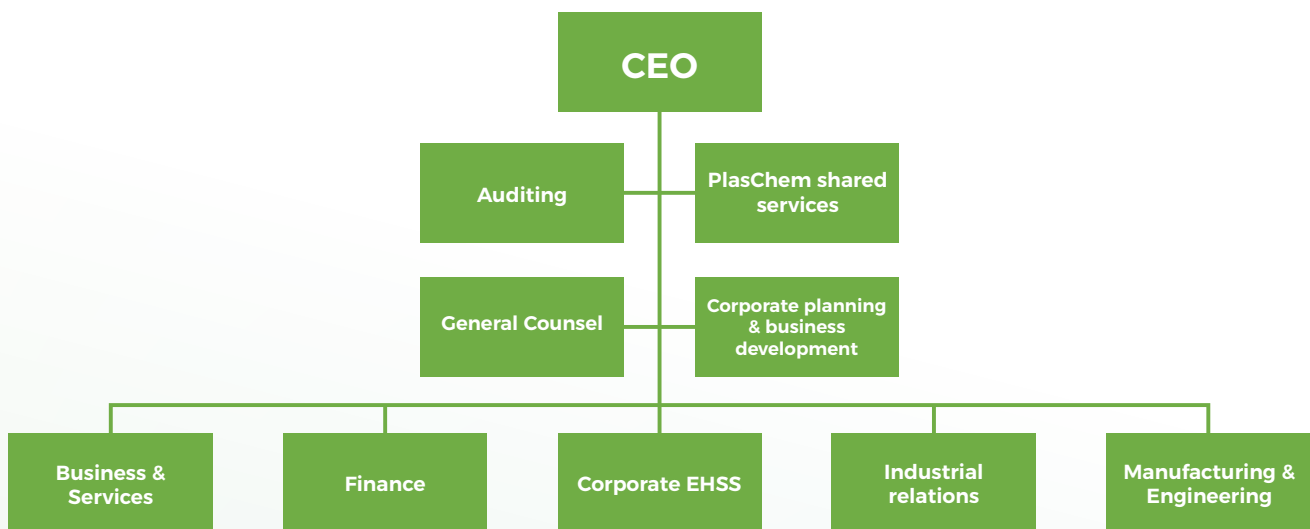 CEO
Auditing
PlasChem shared
services
General Counsel
Corporate planning
& business
development
Business &
Services
Finance
Corporate EHSS
Industrial
relations
Manufacturing &
Engineering